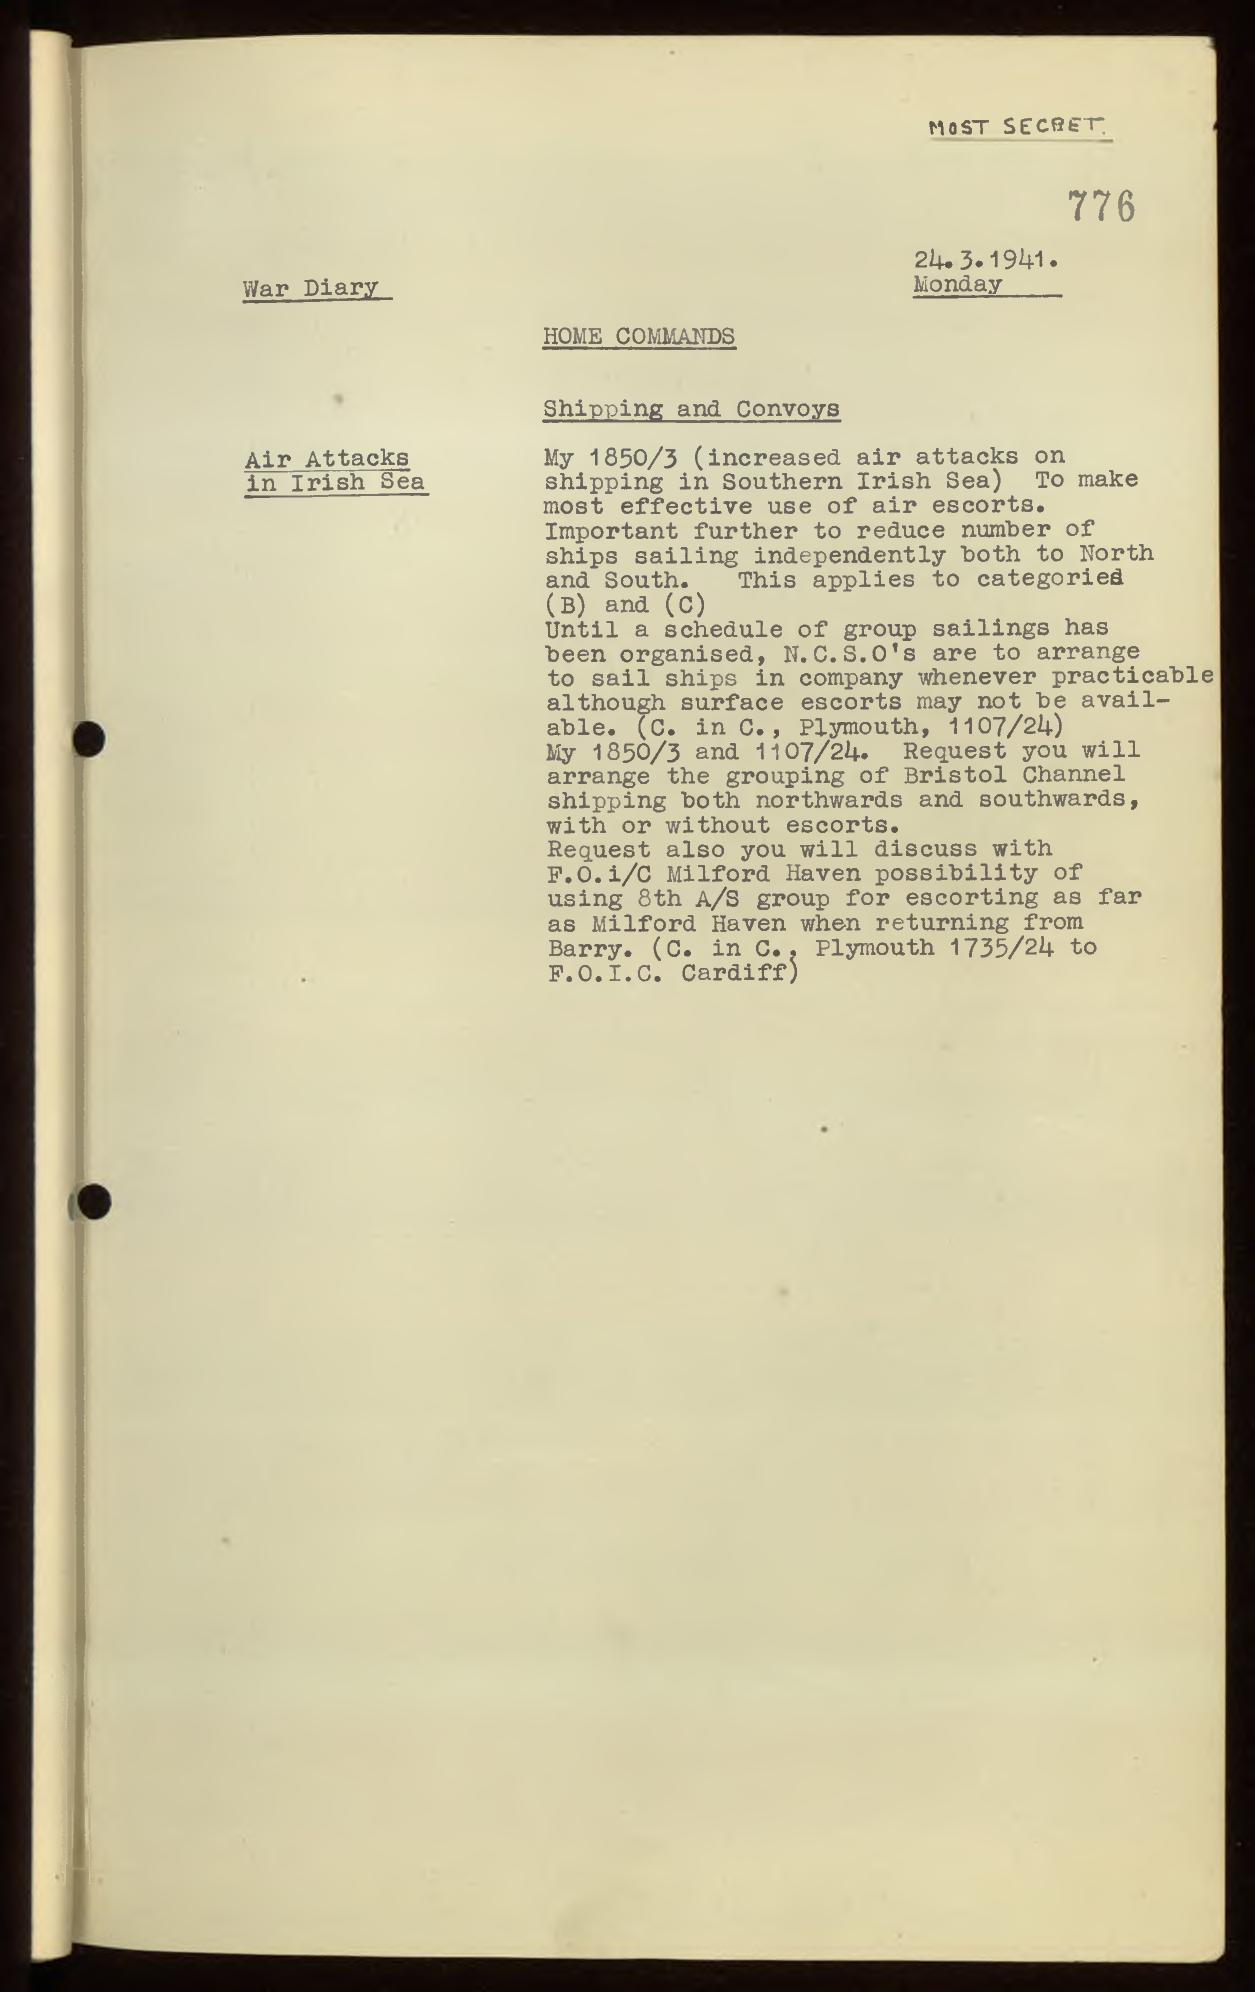 MOST SECRET.
776
24.3.1941.
Monday
War Diary
HOME COMMANDS
Shipping and Convoys
Air Attacks
in Irish Sea
My 1850/3 (increased air attacks on
shipping in Southern Irish Sea)  To make
most effective use of air escorts.
Important further to reduce number of
ships sailing independently both to North
and South.   This applies to categoried
(B) and (C)
Until a schedule of group sailings has
been organised, N.C.S.O's are to arrange
to sail ships in company whenever practicable
although surface escorts may not be avail-
able. (C. in C., Plymouth, 1107/24)
My 1850/3 and 1107/24.  Request you will
arrange the grouping of Bristol Channel
shipping both northwards and southwards,
with or without escorts.
Request also you will discuss with
F.O.i/C Milford Haven possibility of
using 8th A/S group for escorting as far
as Milford Haven when returning from
Barry. (C. in C., Plymouth 1735/24 to
F.O.I.C. Cardiff)